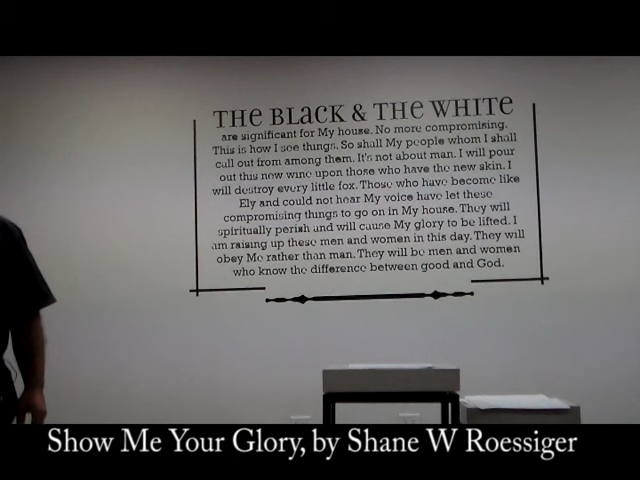 THE BLACK & THE WHITE
are significant for My house. No more compromising.
This is how I see things. So shall My people whom I shall
call out from among them. It's not about man. I will pour
out this new wine upon those who have the new skin. I
will destroy every little fox. Those who have become like
Ely and could not hear My voice have let these
compromising things to go on in My house. They will
spiritually perish and will cause My glory to be lifted. I
am raising up these men and women in this day. They will
obey Me rather than man. They will be men and women
who know the difference between good and God.
Show Me Your Glory, by Shane W Roessiger